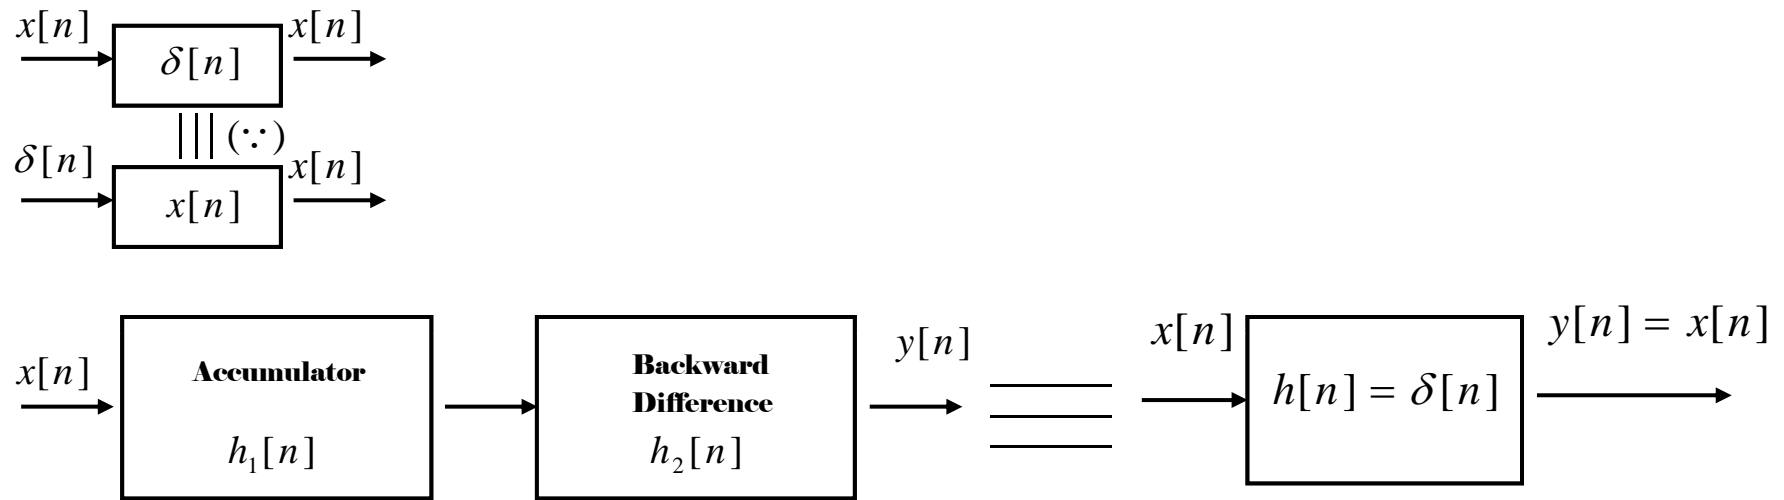 x[n] δ[n] x[n]
(∵)
δ[n] x[n] x[n]
x[n] Accumulator h₁[n]
Backward
Difference
h₂[n]
y[n]
x[n] h[n] = δ[n] y[n] = x[n]